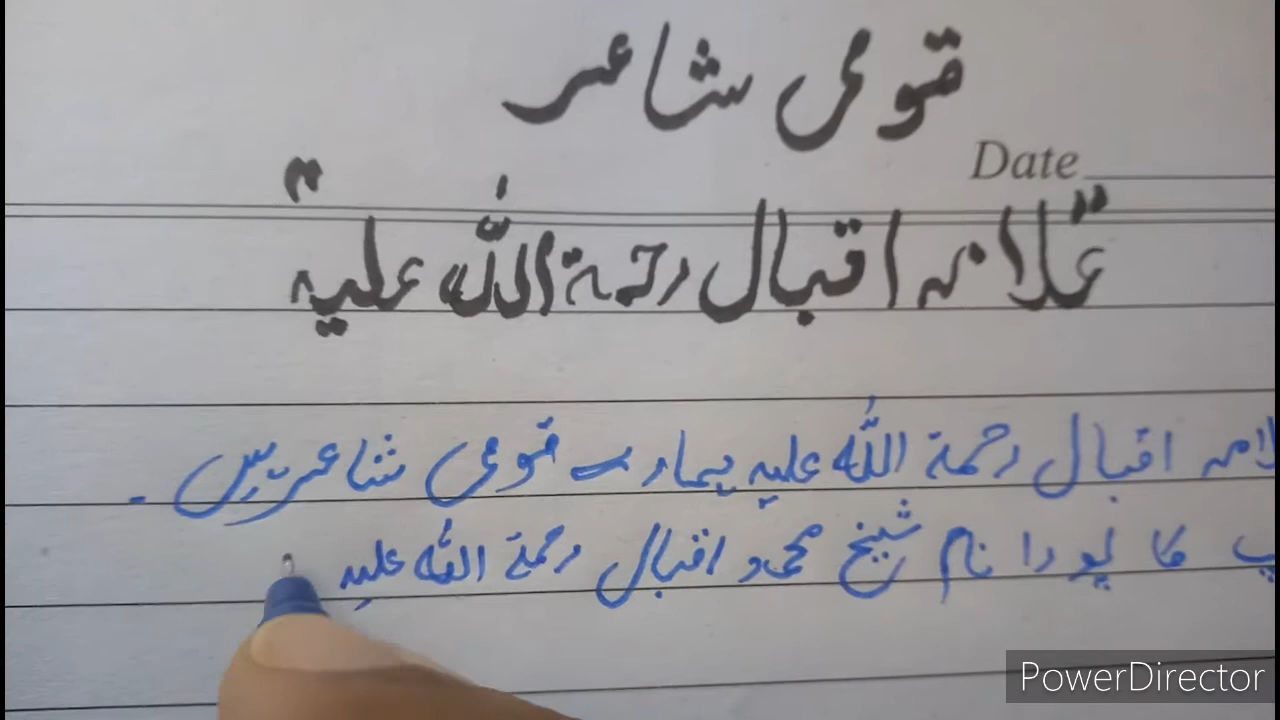 قومی شاعر
Date
علامہ اقبال رحمۃ اللہ علیہ
لامہ اقبال رحمۃ اللہ علیہ ہمارے قومی شاعر ہیں ۔
پ کا پورا نام شیخ محمد اقبال رحمۃ اللہ علیہ
PowerDirector